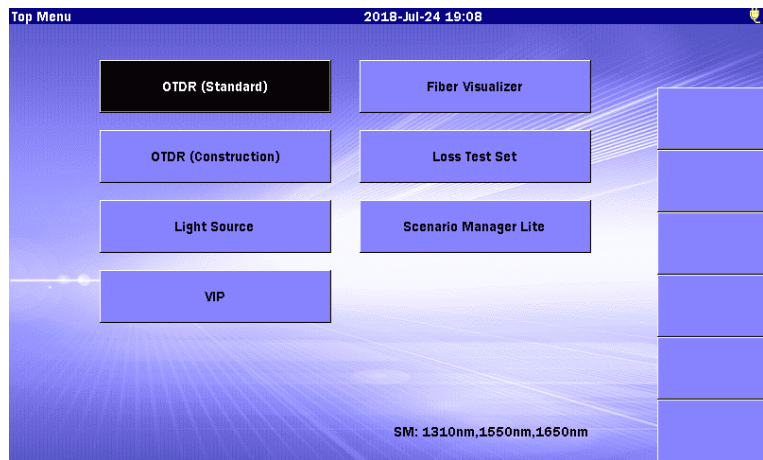 Top Menu 2018-Jul-24 19:08
OTDR (Standard) Fiber Visualizer
OTDR (Construction) Loss Test Set
Light Source Scenario Manager Lite
VIP
SM: 1310nm,1550nm,1650nm